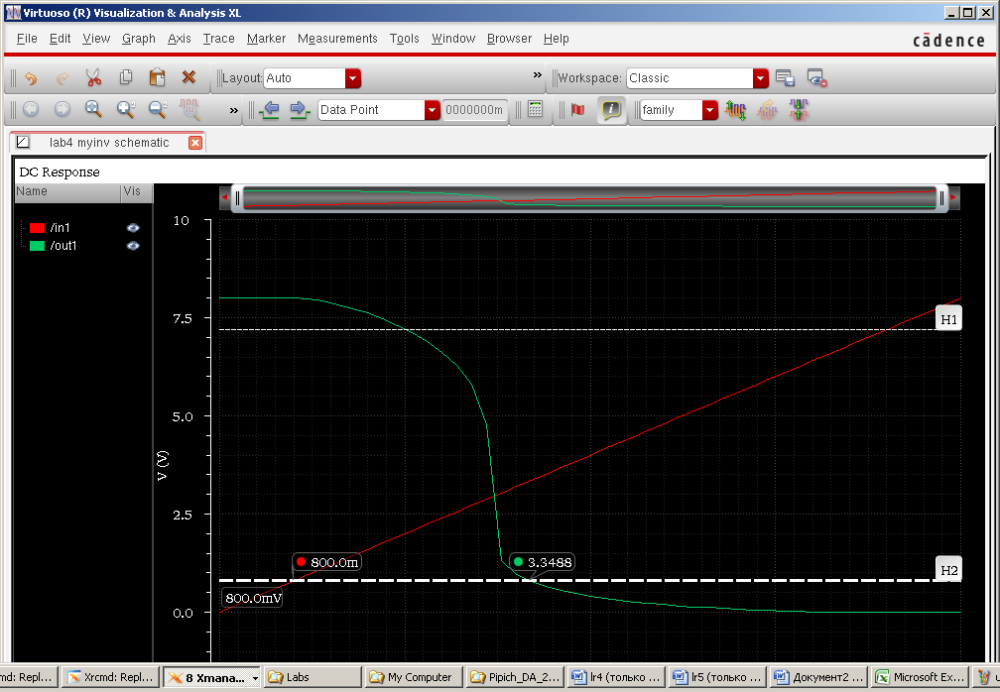 Virtuoso (R) Visualization & Analysis XL
File Edit View Graph Axis Trace Marker Measurements Tools Window Browser Help
cādence
Layout: Auto » Workspace: Classic
» Data Point 0000000m family
lab4 myinv schematic
DC Response
Name Vis
/in1
/out1
10
7.5
5.0
2.5
0.0
V (V)
H1
800.0m
3.3488
H2
800.0mV
md: Repl... Xrcmd: Repl... 8 Xmana... Labs My Computer Pipich_DA_2... lr4 (только ... lr5 (только ... Документ2 ... Microsoft Ex...